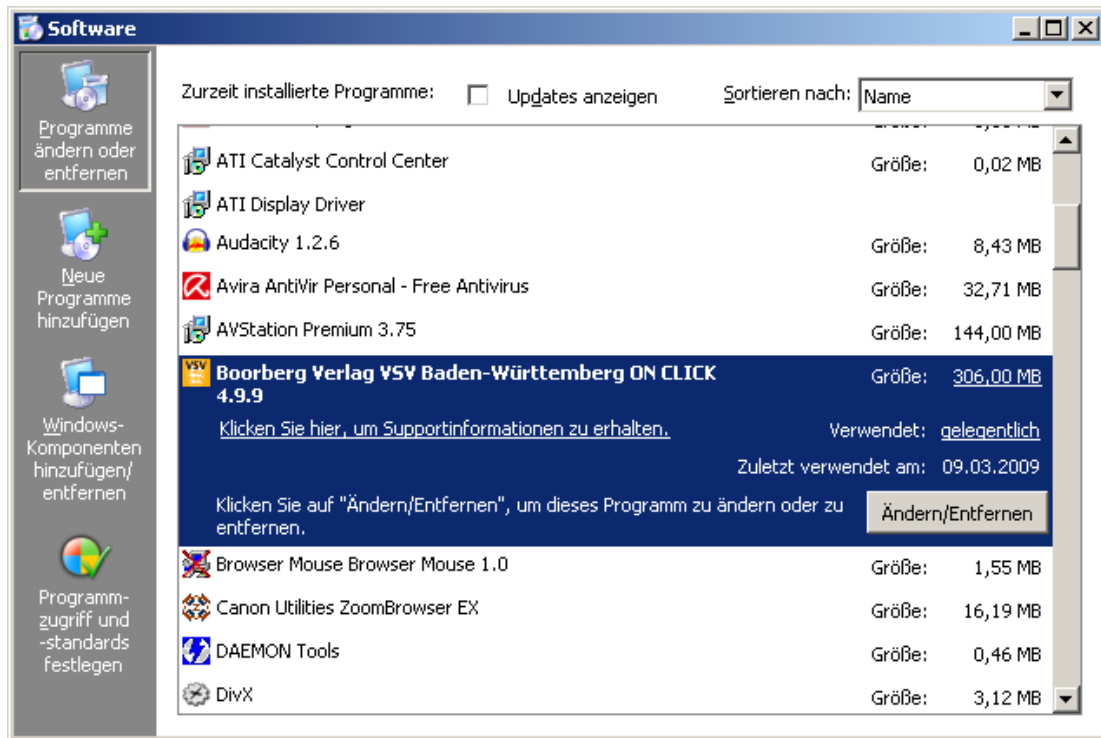 Software
Programme
ändern oder
entfernen
Neue
Programme
hinzufügen
Windows-
Komponenten
hinzufügen/
entfernen
Programm-
zugriff und
-standards
festlegen
Zurzeit installierte Programme: Updates anzeigen Sortieren nach: Name
ATI Catalyst Control Center Größe: 0,02 MB
ATI Display Driver
Audacity 1.2.6 Größe: 8,43 MB
Avira AntiVir Personal - Free Antivirus Größe: 32,71 MB
AVStation Premium 3.75 Größe: 144,00 MB
VSV Boorberg Verlag VSV Baden-Württemberg ON CLICK Größe: 306,00 MB
4.9.9
Klicken Sie hier, um Supportinformationen zu erhalten. Verwendet: gelegentlich
Zuletzt verwendet am: 09.03.2009
Klicken Sie auf "Ändern/Entfernen", um dieses Programm zu ändern oder zu
entfernen.
Ändern/Entfernen
Browser Mouse Browser Mouse 1.0 Größe: 1,55 MB
Canon Utilities ZoomBrowser EX Größe: 16,19 MB
DAEMON Tools Größe: 0,46 MB
DivX Größe: 3,12 MB